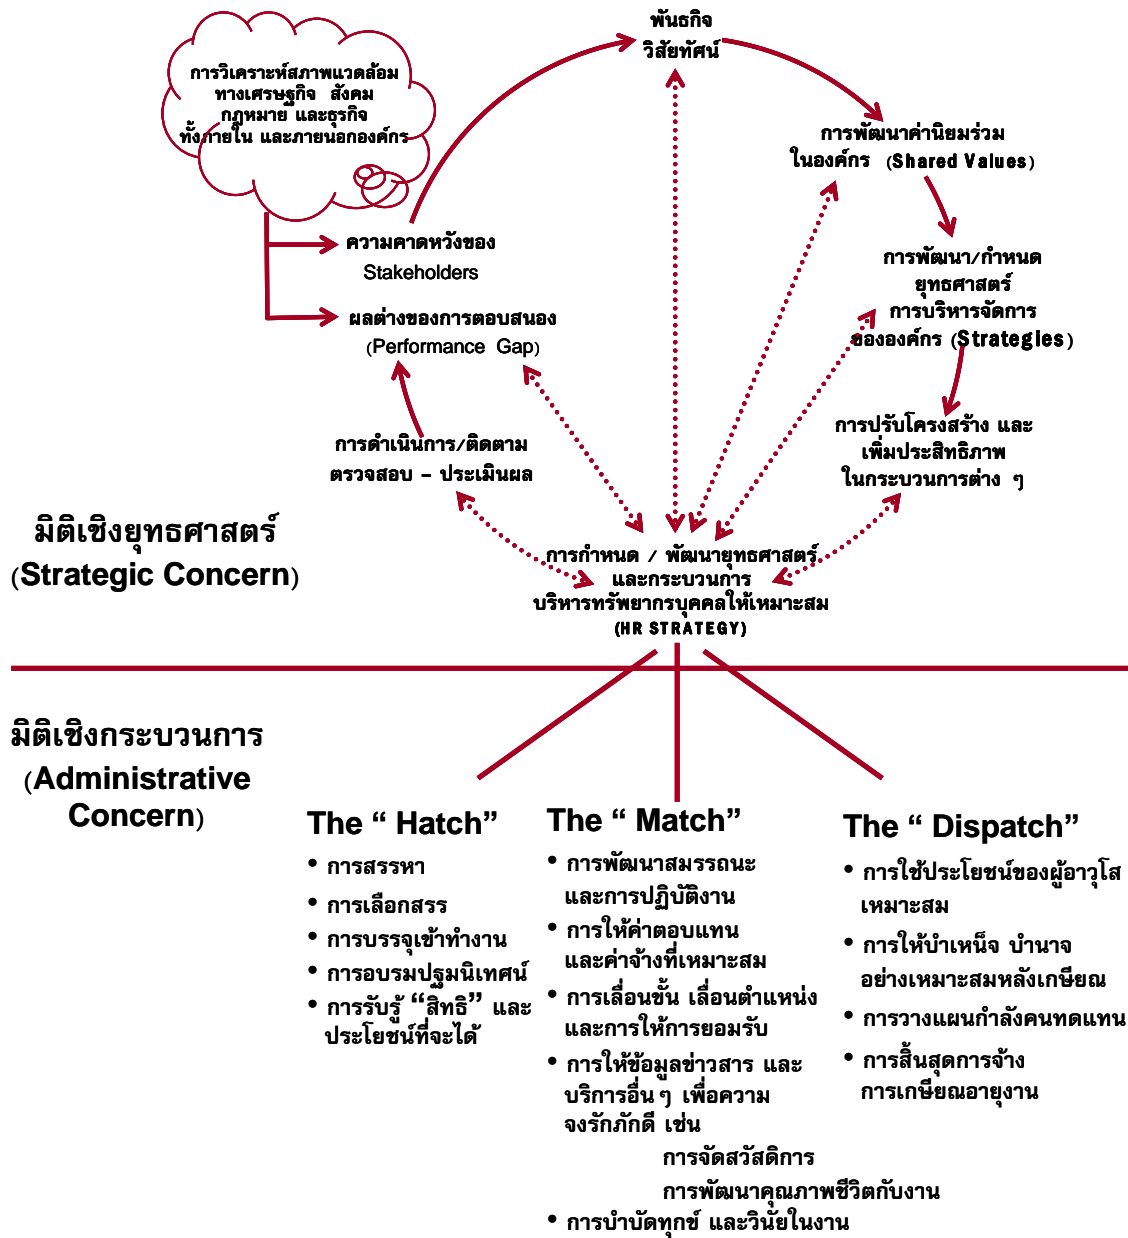 พันธกิจ
วิสัยทัศน์
การวิเคราะห์สภาพแวดล้อม
ทางเศรษฐกิจ สังคม
กฎหมาย และธุรกิจ
ทั้งภายใน และภายนอกองค์กร
การพัฒนาค่านิยมร่วม
ในองค์กร (Shared Values)
ความคาดหวังของ
Stakeholders
การพัฒนา/กำหนด
ยุทธศาสตร์
การบริหารจัดการ
ขององค์กร (Strategies)
ผลต่างของการตอบสนอง
(Performance Gap)
การปรับโครงสร้าง และ
เพิ่มประสิทธิภาพ
ในกระบวนการต่าง ๆ
การดำเนินการ/ติดตาม
ตรวจสอบ – ประเมินผล
มิติเชิงยุทธศาสตร์
(Strategic Concern)
การกำหนด / พัฒนายุทธศาสตร์
และกระบวนการ
บริหารทรัพยากรบุคคลให้เหมาะสม
(HR STRATEGY)
มิติเชิงกระบวนการ
(Administrative
Concern)
The “ Hatch”
• การสรรหา
• การเลือกสรร
• การบรรจุเข้าทำงาน
• การอบรมปฐมนิเทศน์
• การรับรู้ “สิทธิ” และ
ประโยชน์ที่จะได้
The “ Match”
• การพัฒนาสมรรถนะ
และการปฏิบัติงาน
• การให้ค่าตอบแทน
และค่าจ้างที่เหมาะสม
• การเลื่อนขั้น เลื่อนตำแหน่ง
และการให้การยอมรับ
• การให้ข้อมูลข่าวสาร และ
บริการอื่น ๆ เพื่อความ
จงรักภักดี เช่น
การจัดสวัสดิการ
การพัฒนาคุณภาพชีวิตกับงาน
• การบำบัดทุกข์ และวินัยในงาน
The “ Dispatch”
• การใช้ประโยชน์ของผู้อาวุโส
เหมาะสม
• การให้บำเหน็จ บำนาจ
อย่างเหมาะสมหลังเกษียณ
• การวางแผนกำลังคนทดแทน
• การสิ้นสุดการจ้าง
การเกษียณอายุงาน